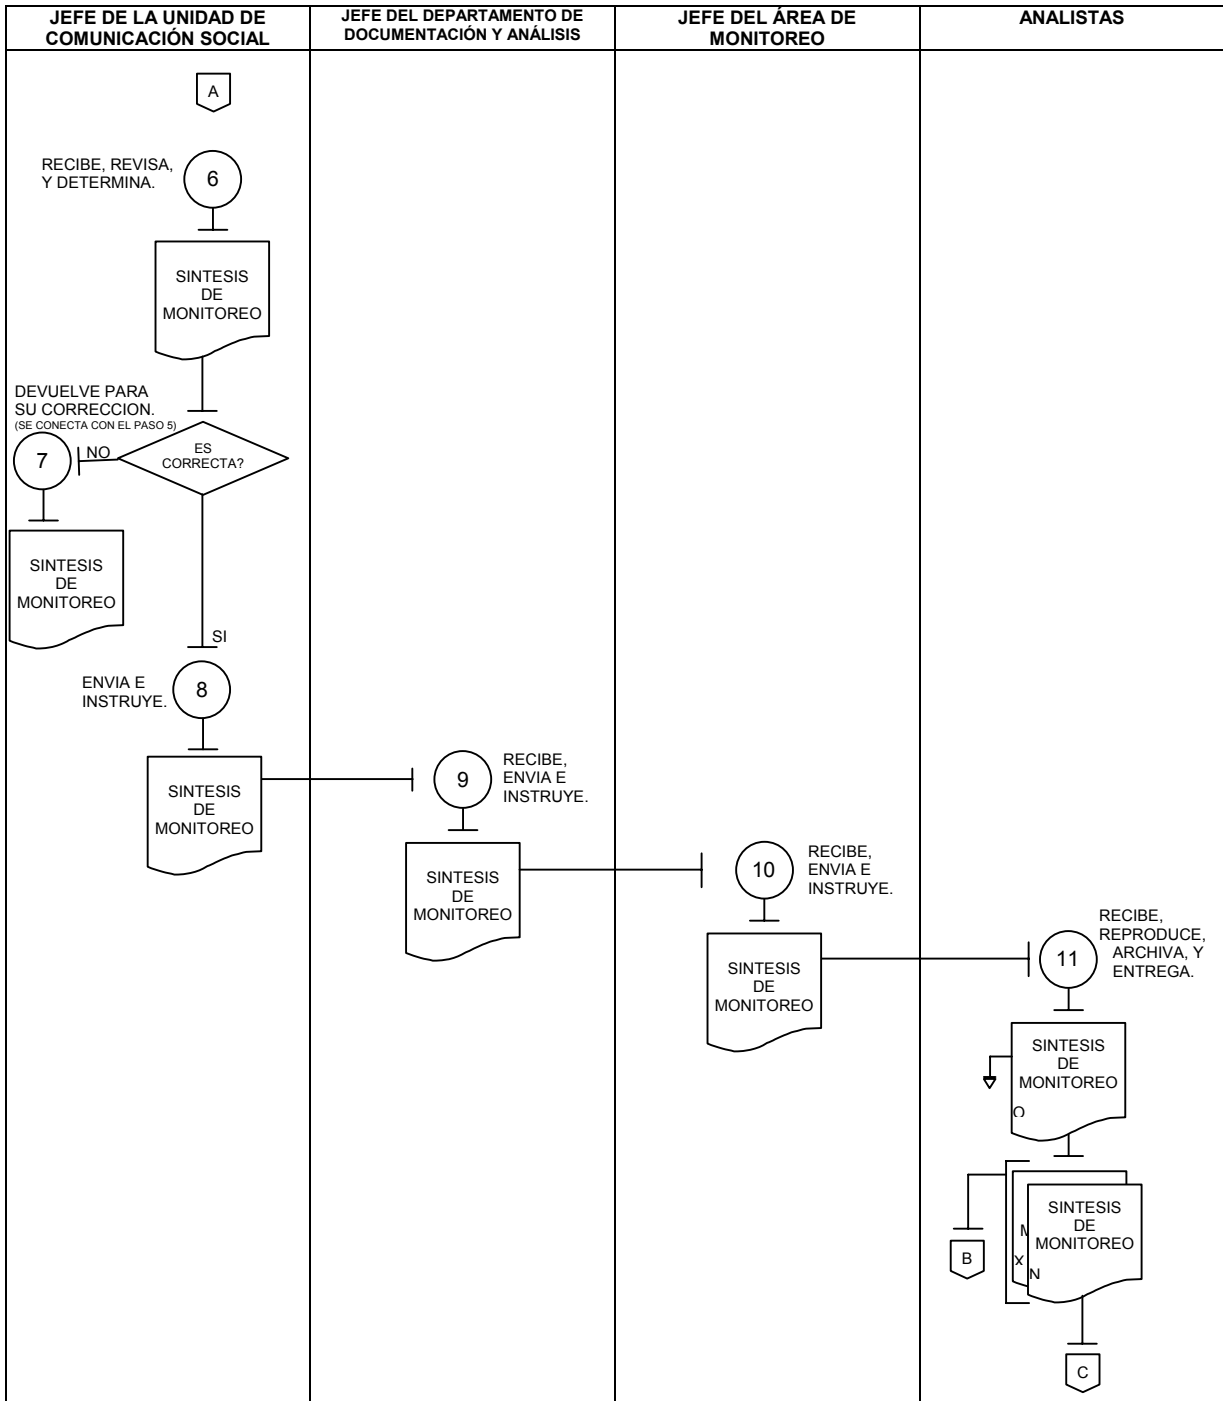 JEFE DE LA UNIDAD DE
COMUNICACIÓN SOCIAL
JEFE DEL DEPARTAMENTO DE
DOCUMENTACIÓN Y ANÁLISIS
JEFE DEL ÁREA DE
MONITOREO
ANALISTAS
A
RECIBE, REVISA,
Y DETERMINA.
6
SINTESIS
DE
MONITOREO
DEVUELVE PARA
SU CORRECCION.
(SE CONECTA CON EL PASO 5)
7
NO
ES
CORRECTA?
SINTESIS
DE
MONITOREO
SI
ENVIA E
INSTRUYE.
8
SINTESIS
DE
MONITOREO
9
RECIBE,
ENVIA E
INSTRUYE.
SINTESIS
DE
MONITOREO
10
RECIBE,
ENVIA E
INSTRUYE.
SINTESIS
DE
MONITOREO
11
RECIBE,
REPRODUCE,
ARCHIVA, Y
ENTREGA.
SINTESIS
DE
MONITOREO
O
SINTESIS
DE
MONITOREO
X
N
B
C